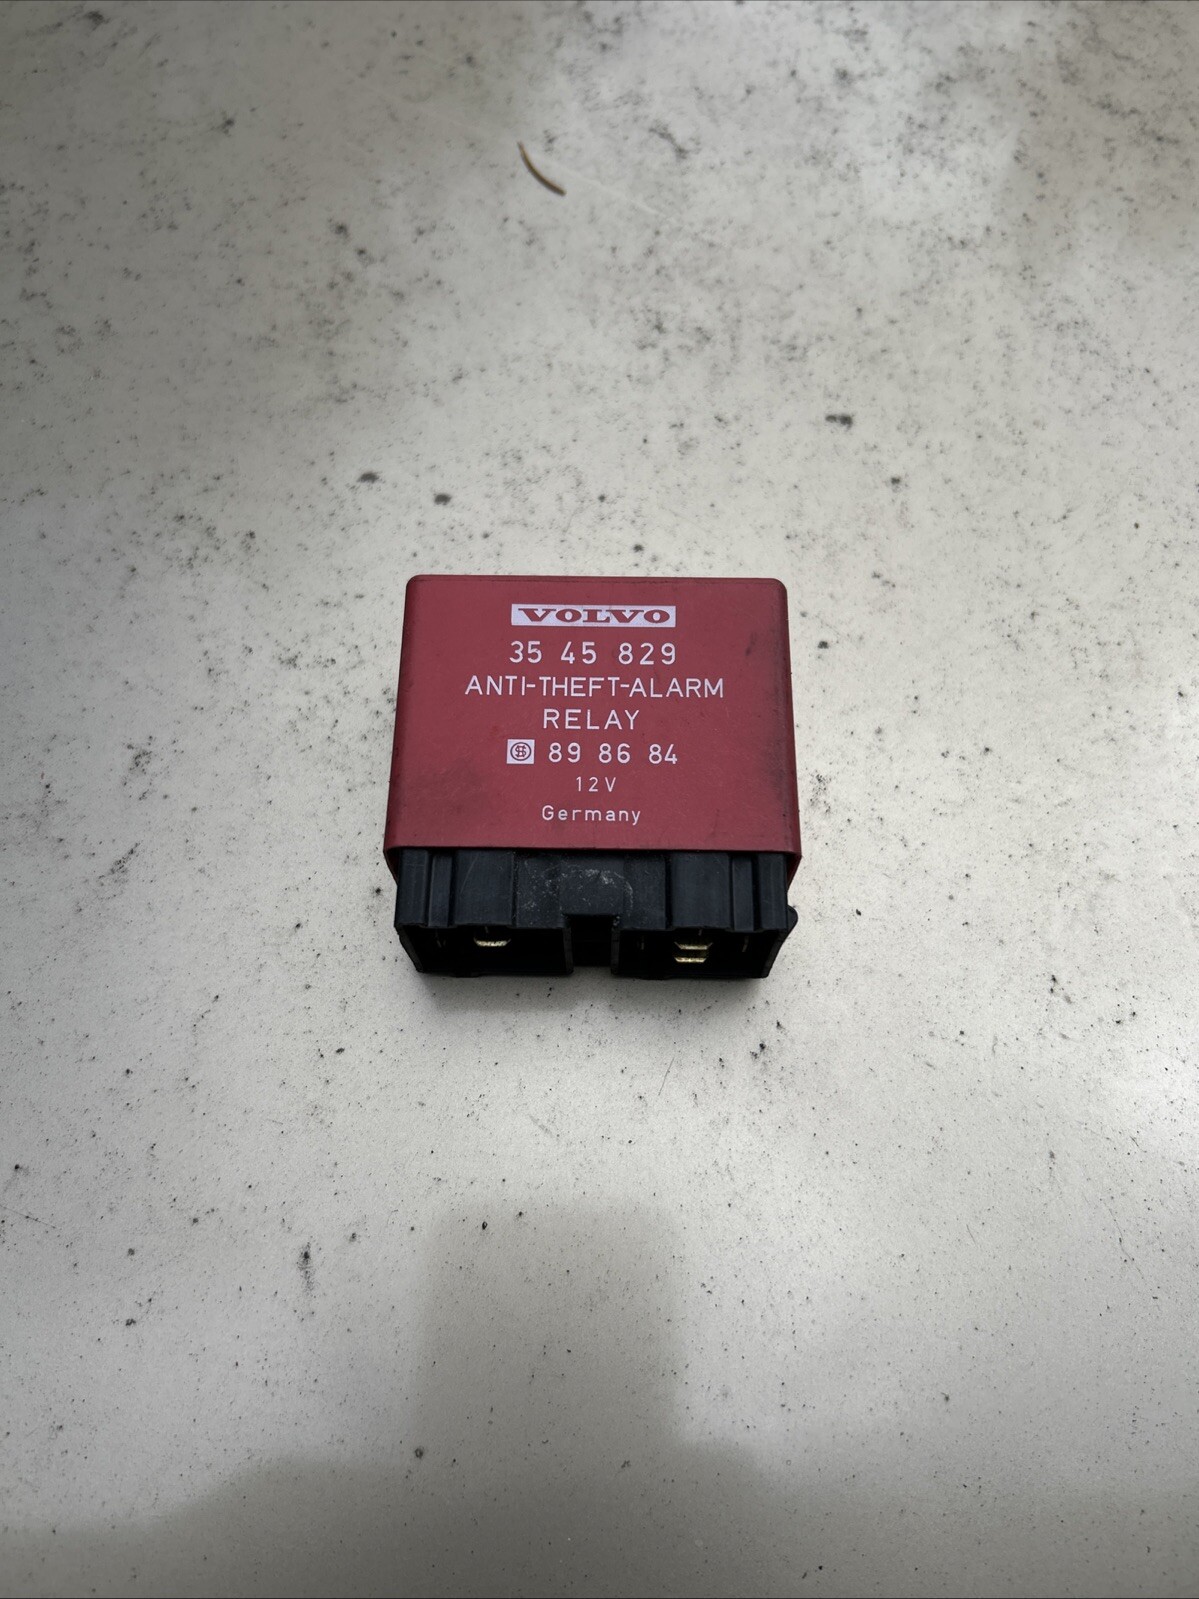 VOLVO
35 45 829
ANTI-THEFT-ALARM
RELAY
89 86 84
12V
Germany